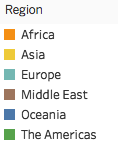 Region
Africa
Asia
Europe
Middle East
Oceania
The Americas